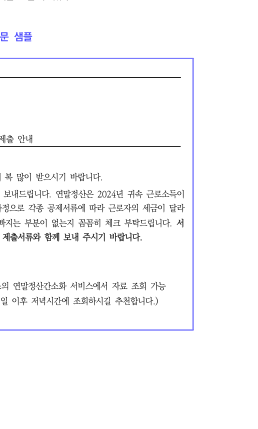 문 샘플
제출 안내
복 많이 받으시기 바랍니다.
보내드립니다. 연말정산은 2024년 귀속 근로소득이
과정으로 각종 공제서류에 따라 근로자의 세금이 달라
빠지는 부분이 없는지 꼼꼼히 체크 부탁드립니다. 서
제출서류와 함께 보내 주시기 바랍니다.
의 연말정산간소화 서비스에서 자료 조회 가능
일 이후 저녁시간에 조회하시길 추천합니다.)